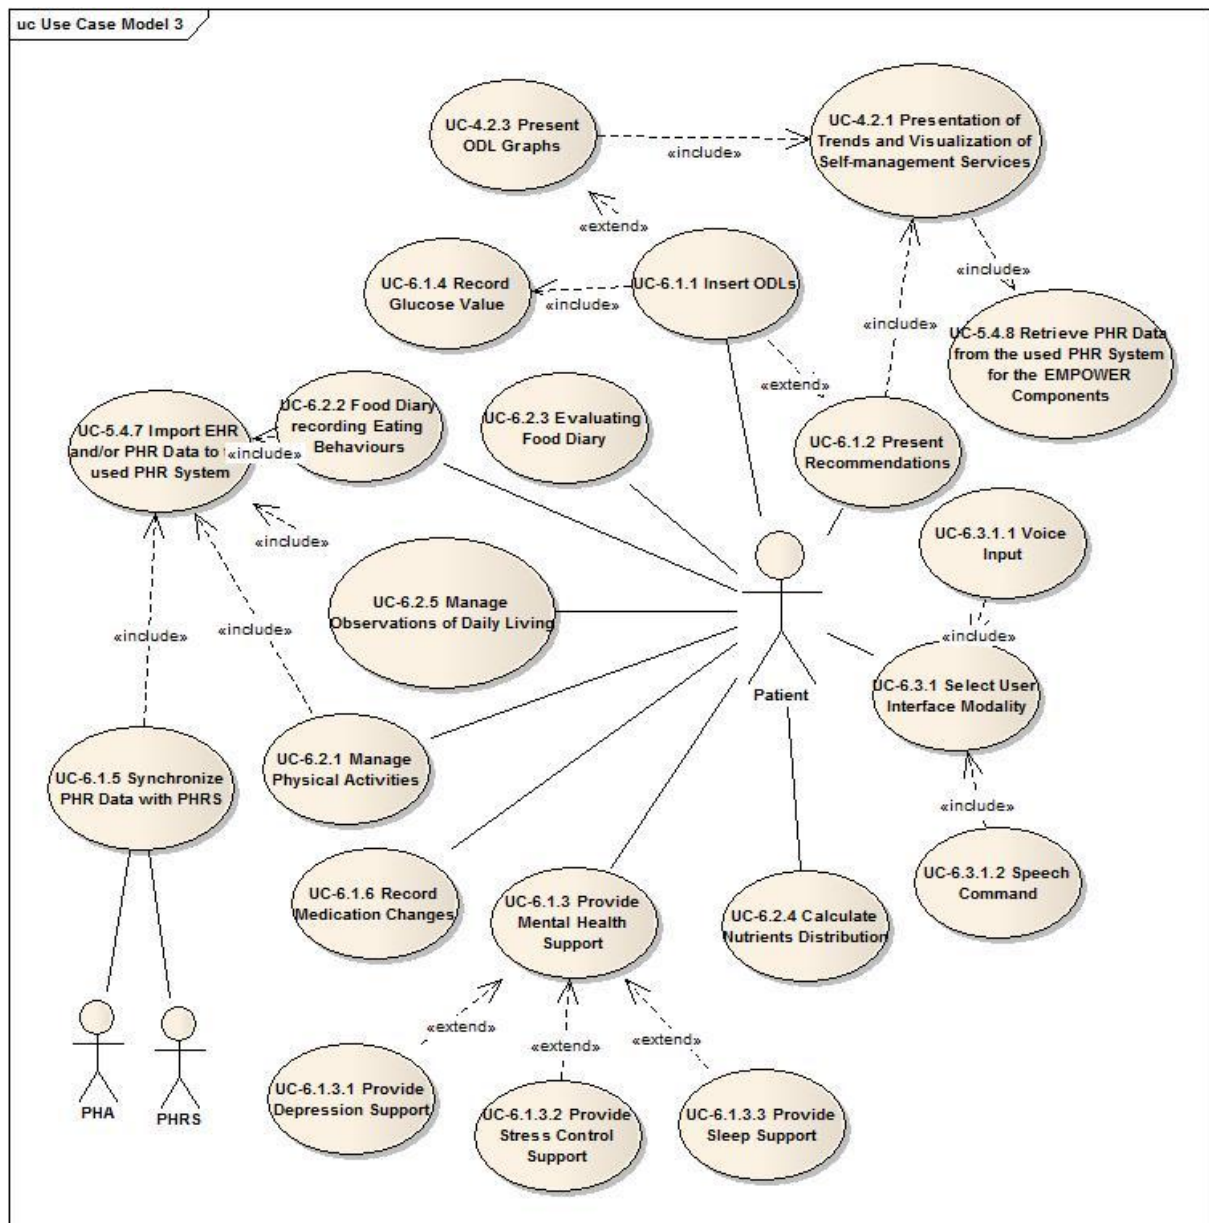 uc Use Case Model 3
UC-4.2.3 Present
ODL Graphs
UC-4.2.1 Presentation of
Trends and Visualization of
Self-management Services
«include»
«extend»
UC-6.1.4 Record
Glucose Value
«include»
UC-6.1.1 Insert ODLs
«include»
«include»
UC-5.4.8 Retrieve PHR Data
from the used PHR System
for the EMPOWER
Components
«extend»
UC-5.4.7 Import EHR
and/or PHR Data to
used PHR System
«include»
UC-6.2.2 Food Diary
recording Eating
Behaviours
UC-6.2.3 Evaluating
Food Diary
UC-6.1.2 Present
Recommendations
«include»
UC-6.3.1.1 Voice
Input
UC-6.2.5 Manage
Observations of Daily Living
«include»
«include»
«include»
Patient
UC-6.3.1 Select User
Interface Modality
UC-6.1.5 Synchronize
PHR Data with PHRS
UC-6.2.1 Manage
Physical Activities
«include»
UC-6.3.1.2 Speech
Command
UC-6.1.6 Record
Medication Changes
UC-6.1.3 Provide
Mental Health
Support
UC-6.2.4 Calculate
Nutrients Distribution
«extend»
«extend»
«extend»
PHA
PHRS
UC-6.1.3.1 Provide
Depression Support
UC-6.1.3.2 Provide
Stress Control
Support
UC-6.1.3.3 Provide
Sleep Support